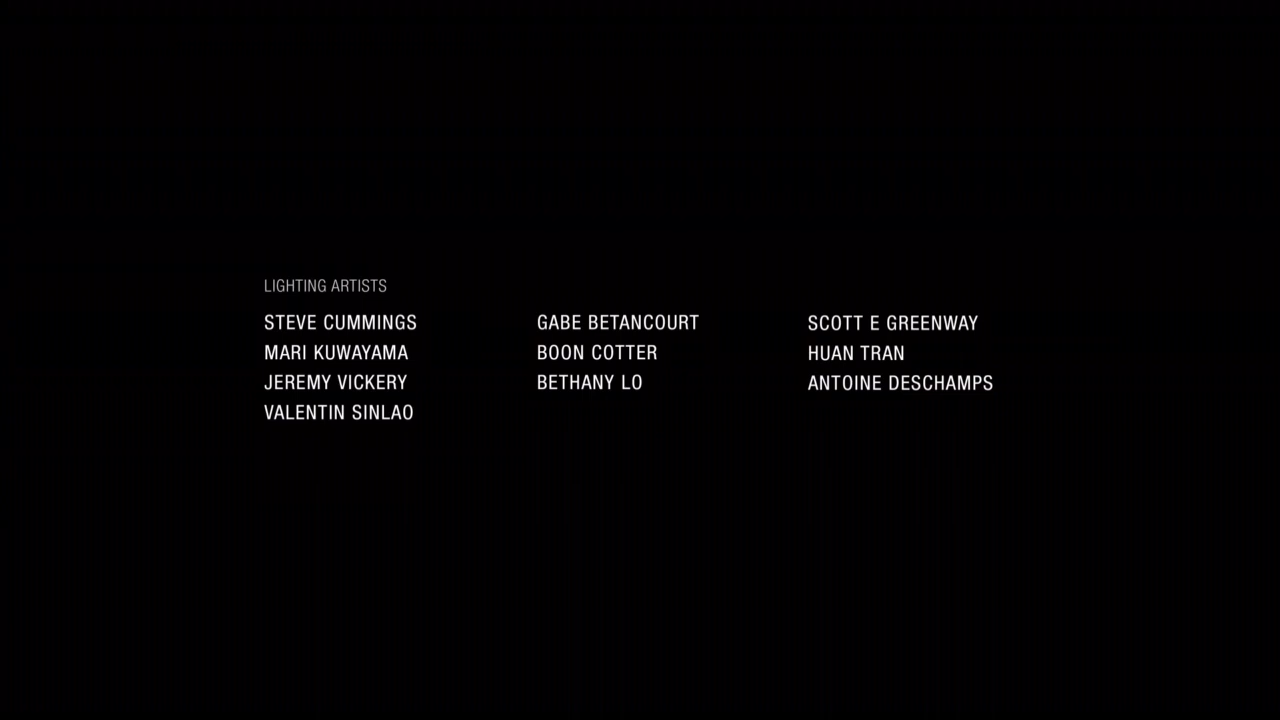 LIGHTING ARTISTS
STEVE CUMMINGS
MARI KUWAYAMA
JEREMY VICKERY
VALENTIN SINLAO
GABE BETANCOURT
BOON COTTER
BETHANY LO
SCOTT E GREENWAY
HUAN TRAN
ANTOINE DESCHAMPS